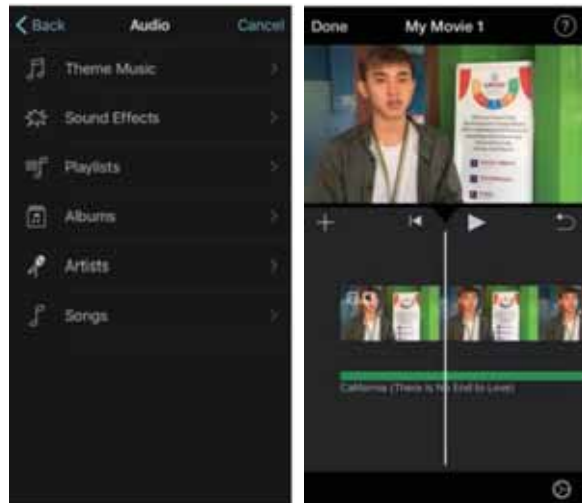 Back Audio Cancel
Theme Music
Sound Effects
Playlists
Albums
Artists
Songs
Done My Movie 1 ?
California (There Is No End to Love)